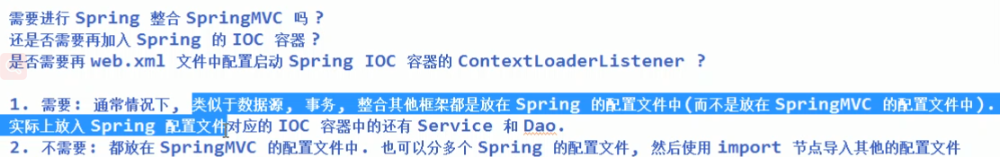 需要进行 Spring 整合 SpringMVC 吗 ?
还是否需要再加入 Spring 的 IOC 容器 ?
是否需要再 web.xml 文件中配置启动 Spring IOC 容器的 ContextLoaderListener ?
1. 需要: 通常情况下, 类似于数据源, 事务, 整合其他框架都是放在 Spring 的配置文件中(而不是放在 SpringMVC 的配置文件中).
实际上放入 Spring 配置文件对应的 IOC 容器中的还有 Service 和 Dao.
2. 不需要: 都放在 SpringMVC 的配置文件中. 也可以分多个 Spring 的配置文件, 然后使用 import 节点导入其他的配置文件